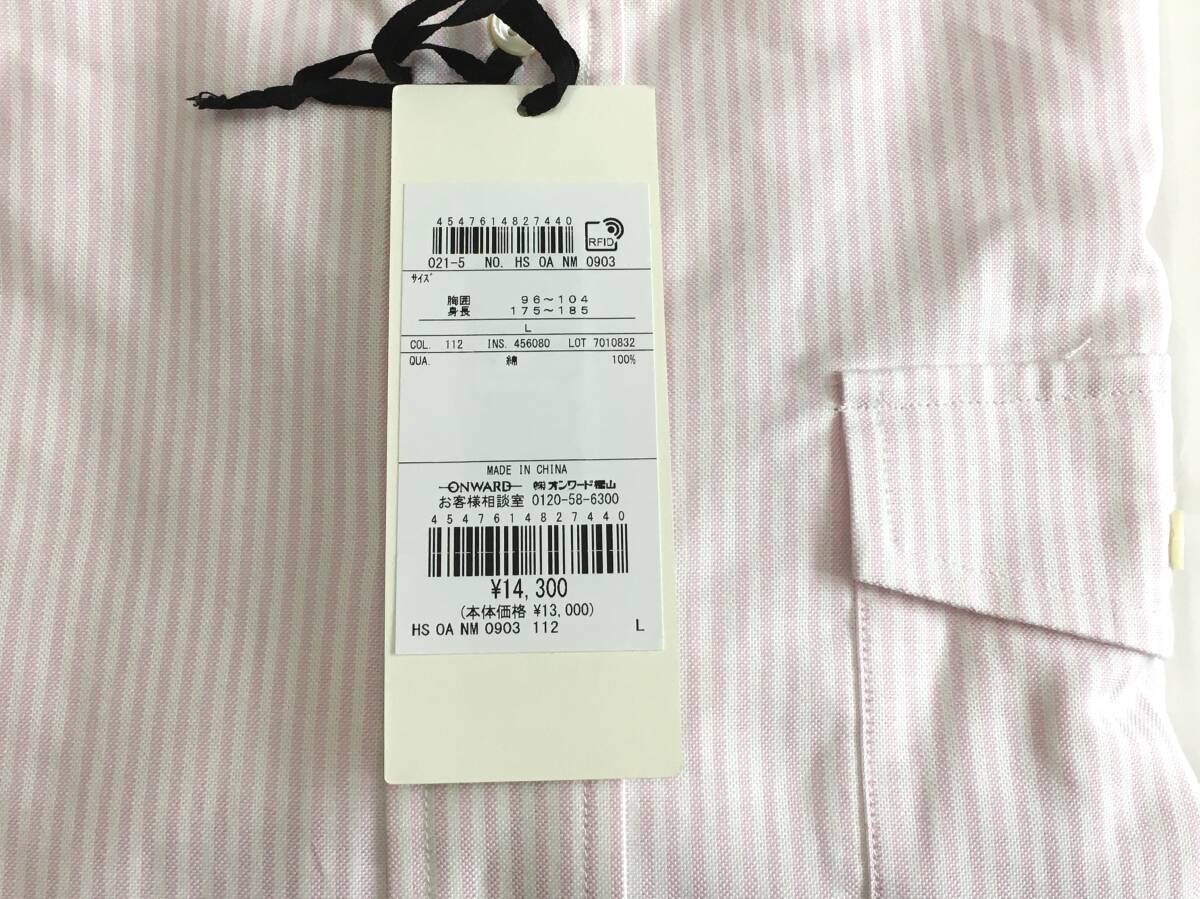 4547614827440
RFID
021-5 NO. HS OA NM 0903
ｻｲｽﾞ
胸囲 96～104
身長 175～185
L
COL. 112 INS. 456080 LOT 7010832
QUA. 綿 100%
MADE IN CHINA
ONWARD ㈱オンワード樫山
お客様相談室 0120-58-6300
4547614827440
¥14,300
(本体価格 ¥13,000)
HS OA NM 0903 112 L